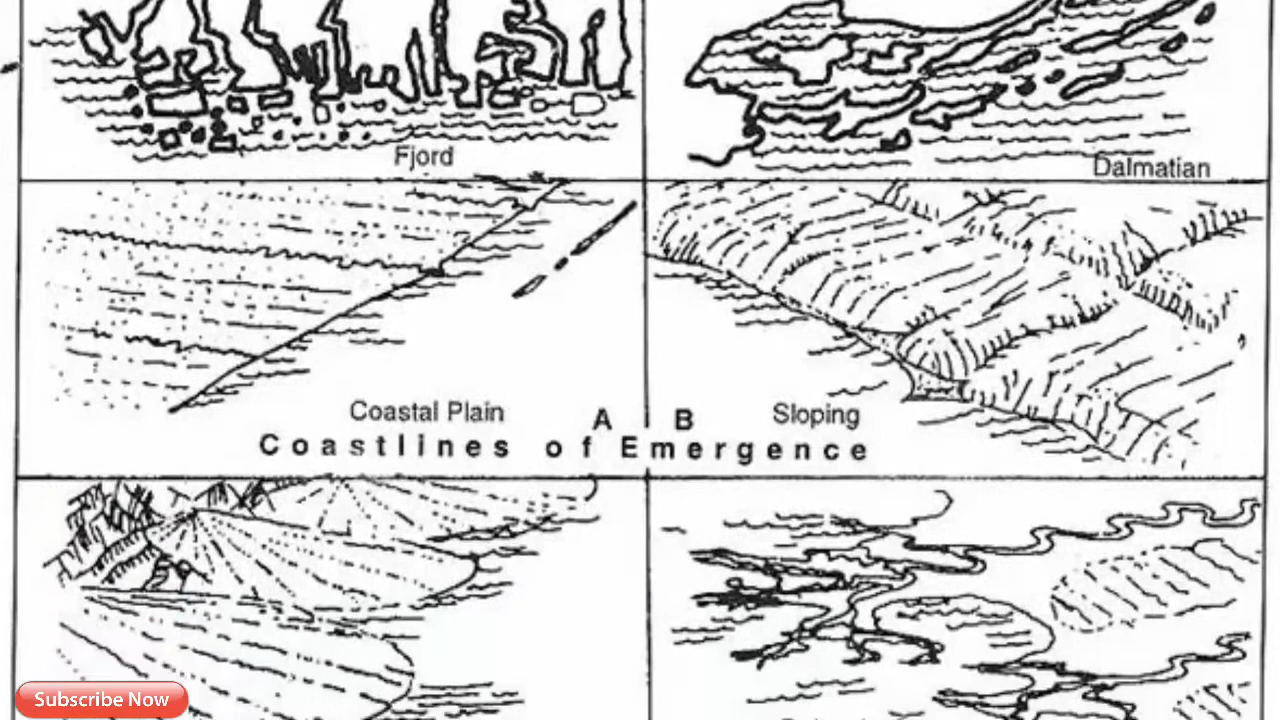 Fjord
Dalmatian
Coastal Plain
A B
Sloping
Coastlines of Emergence
Subscribe Now